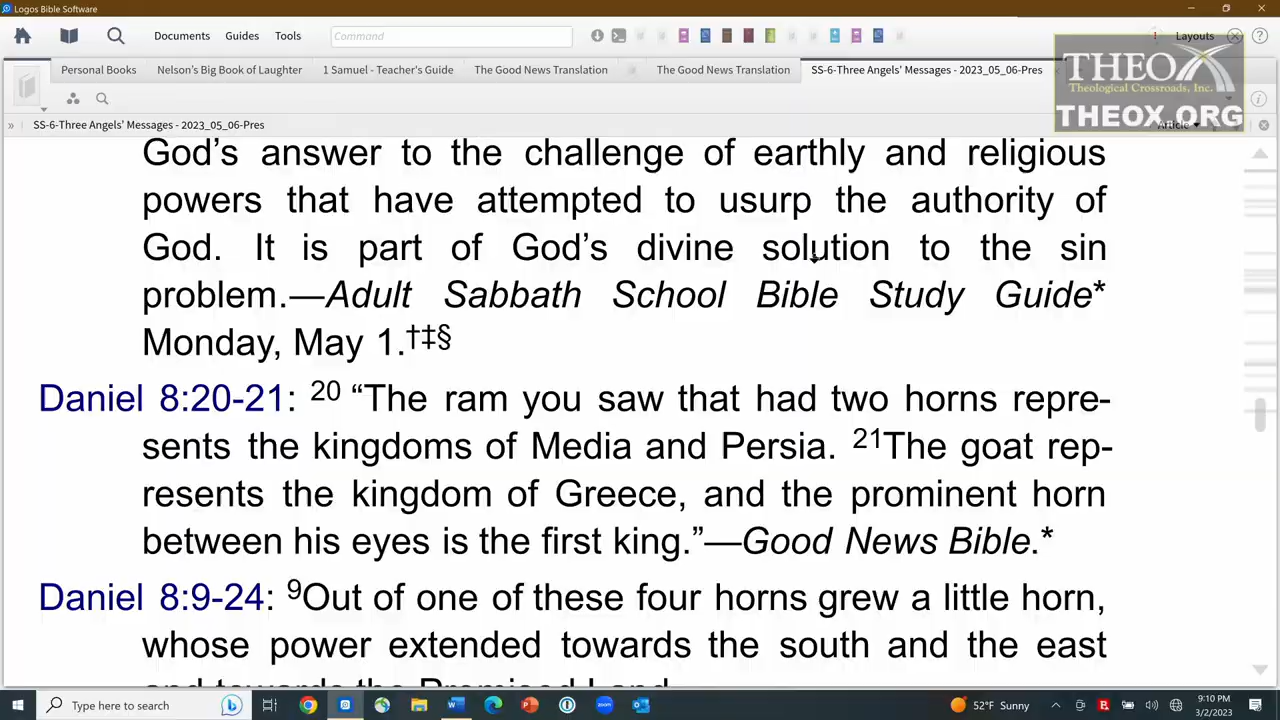 Logos Bible Software
Documents Guides Tools Command Layouts
Personal Books Nelson's Big Book of Laughter 1 Samuel - Teacher's Guide The Good News Translation The Good News Translation SS-6-Three Angels' Messages - 2023_05_06-Pres
THEOX
Theological Crossroads, Inc.
THEOX.ORG
SS-6-Three Angels' Messages - 2023_05_06-Pres Article
God's answer to the challenge of earthly and religious
powers that have attempted to usurp the authority of
God. It is part of God's divine solution to the sin
problem.—Adult Sabbath School Bible Study Guide*
Monday, May 1.†‡§
Daniel 8:20-21: 20 “The ram you saw that had two horns repre-
sents the kingdoms of Media and Persia. 21The goat rep-
resents the kingdom of Greece, and the prominent horn
between his eyes is the first king.”—Good News Bible.*
Daniel 8:9-24: 9Out of one of these four horns grew a little horn,
whose power extended towards the south and the east
and towards the Promised Land
Type here to search 52°F Sunny 9:10 PM
3/2/2023